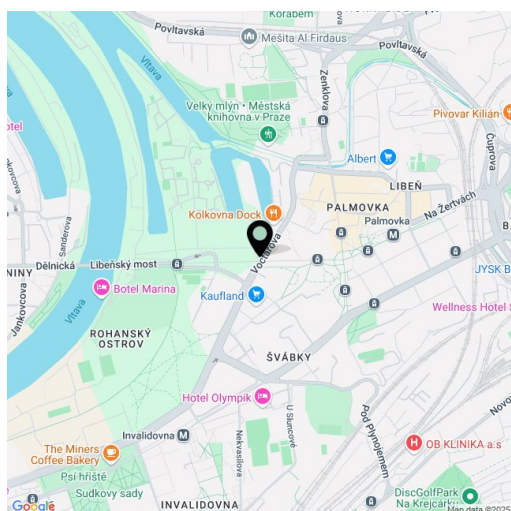 Korábem
Povltavská
Mešita Al Firdaus
Povltavská
Vltava
Zenklova
Velký mlýn • Městská
knihovna v Praze
Pivovar Kilián
Čuprova
Albert
LIBEŇ
Kolkovna Dock
PALMOVKA
Palmovka
Na Žertvách
Sanderova
Jankovcova
NINY
Dělnická
Libeňský most
Voctářova
JYSK B
Botel Marina
Kaufland
Vltava
Wellness Hotel S
ROHANSKÝ
OSTROV
ŠVÁBKY
Hotel Olympik
U Sluncové
Pod Plynojemem
Novo
Invalidovna
Nekvasilova
OB KLINIKA a.s
The Miners
Coffee Bakery
Psí hřiště
Sudkovy sady
INVALIDOVNA
DiscGolfPark
Na Krejcárku
Google
Map data ©2025